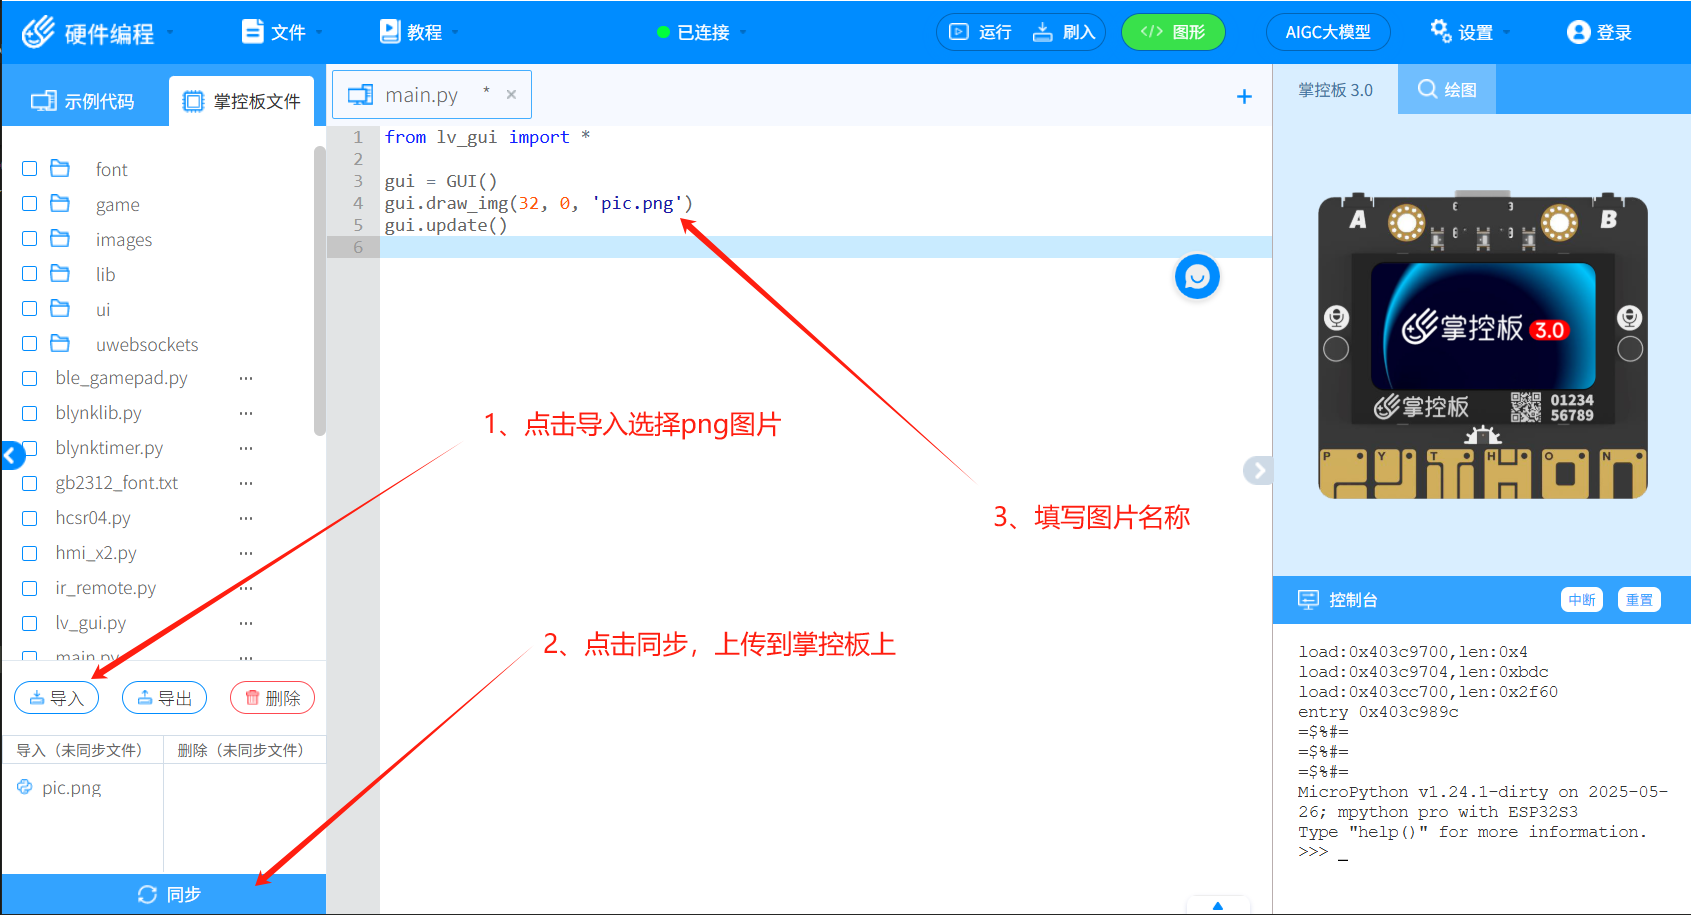 硬件编程
文件
教程
已连接
运行
刷入
</> 图形
AIGC大模型
设置
登录
示例代码
掌控板文件
main.py * ×
+
掌控板 3.0
绘图
font
game
images
lib
ui
uwebsockets
ble_gamepad.py ...
blynklib.py ...
blynktimer.py ...
gb2312_font.txt ...
hcsr04.py ...
hmi_x2.py ...
ir_remote.py ...
lv_gui.py ...
main.py ...
导入
导出
删除
导入（未同步文件）
删除（未同步文件）
pic.png
同步
1 from lv_gui import *
2
3 gui = GUI()
4 gui.draw_img(32, 0, 'pic.png')
5 gui.update()
6
1、点击导入选择png图片
2、点击同步，上传到掌控板上
3、填写图片名称
A
B
掌控板 3.0
掌控板
01234
56789
P Y T H O N
控制台
中断
重置
load:0x403c9700,len:0x4
load:0x403c9704,len:0xbdc
load:0x403cc700,len:0x2f60
entry 0x403c989c
=$%#=
=$%#=
=$%#=
MicroPython v1.24.1-dirty on 2025-05-
26; mpython pro with ESP32S3
Type "help()" for more information.
>>> _